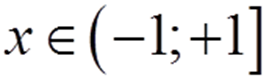 x ∈ (−1; +1]